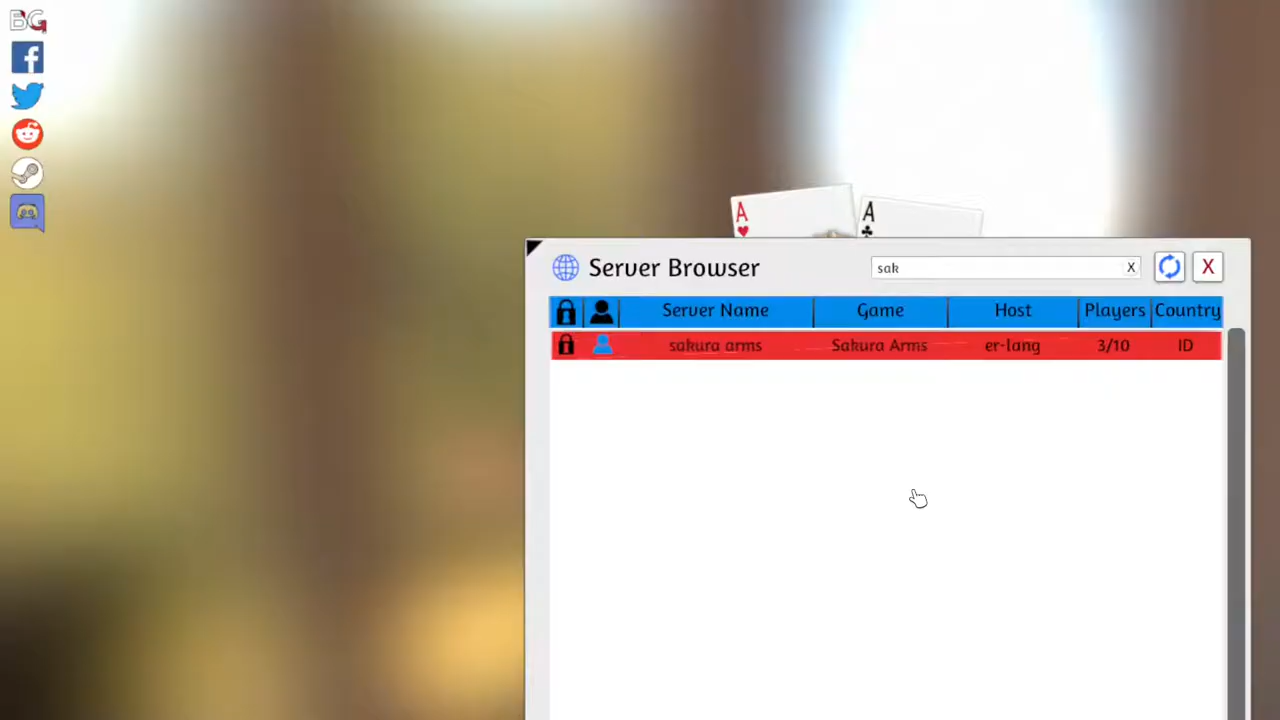 BG
A
A
Server Browser
sak
X
X
Server Name Game Host Players Country
sakura arms Sakura Arms er-lang 3/10 ID